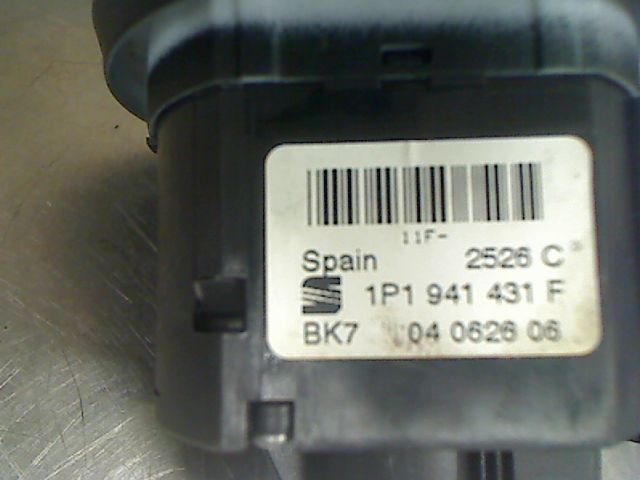 11F-
Spain 2526 C
1P1 941 431 F
BK7 04 0626 06